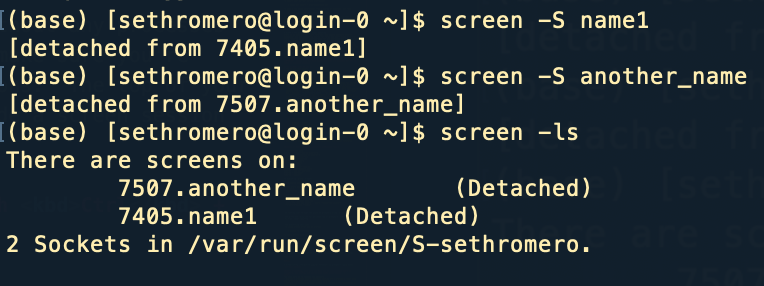 [(base) [sethromero@login-0 ~]$ screen -S name1
[detached from 7405.name1]
[(base) [sethromero@login-0 ~]$ screen -S another_name
[detached from 7507.another_name]
[(base) [sethromero@login-0 ~]$ screen -ls
There are screens on:
        7507.another_name       (Detached)
        7405.name1      (Detached)
2 Sockets in /var/run/screen/S-sethromero.